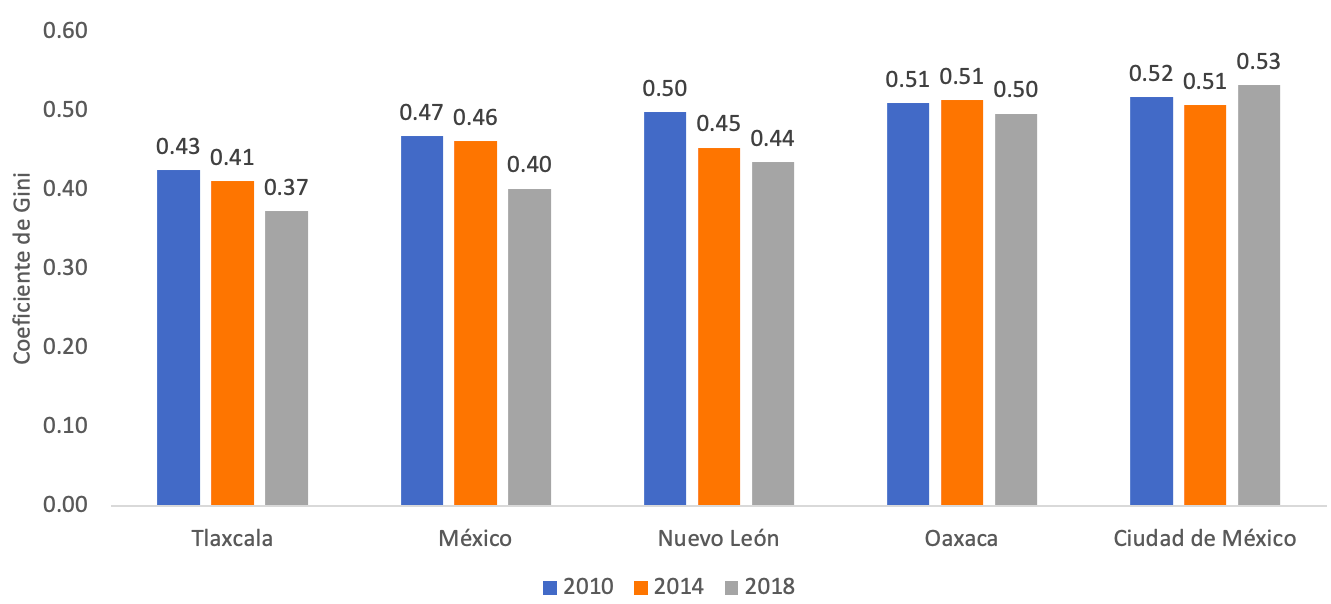 Coeficiente de Gini
0.60
0.50
0.40
0.30
0.20
0.10
0.00
0.43 0.41 0.37
0.47 0.46 0.40
0.50 0.45 0.44
0.51 0.51 0.50
0.52 0.51 0.53
Tlaxcala México Nuevo León Oaxaca Ciudad de México
2010 2014 2018